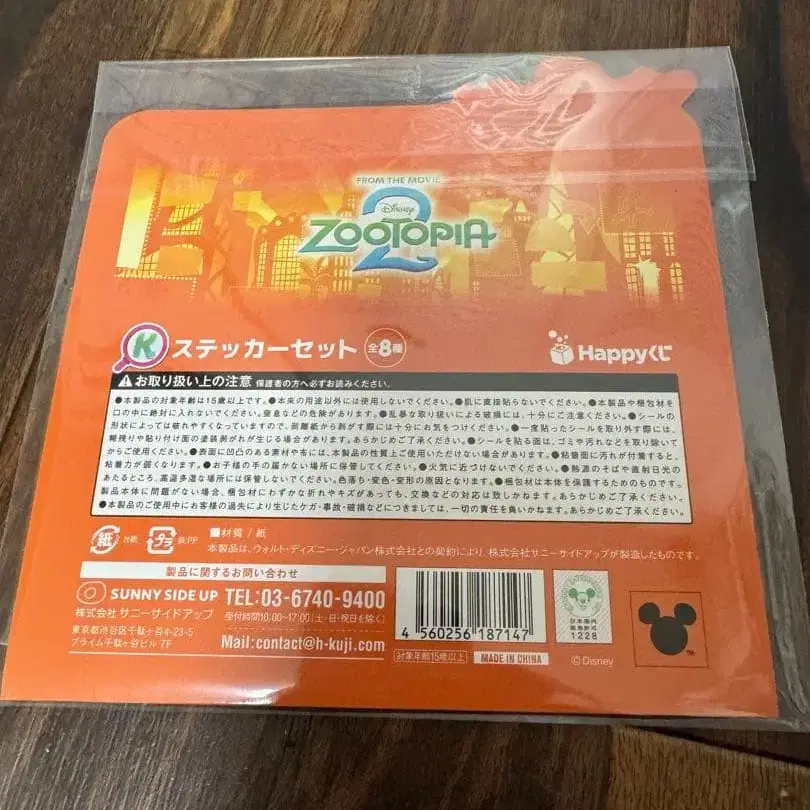 FROM THE MOVIE
Disney
ZOOTOPIA
2
K ステッカーセット 全8種
Happyくじ
お取り扱い上の注意 保護者の方へ必ずお読みください。
●本製品の対象年齢は15歳以上です。●本来の用途以外には使用しないでください。●肌に直接貼らないでください。●本製品や梱包材を
口の中に絶対に入れないでください。窒息などの危険があります。●乱暴な取り扱いによる破損には、十分にご注意ください。●シールの
形状によっては破れやすくなっていますので、剥離紙から剥がす際には十分にお気をつけください。●一度貼ったシールを取り外す際には、
糊残りや貼り付け面の塗装剥がれが生じる場合があります。あらかじめご了承ください。●シールを貼る面は、ゴミや汚れなどを取り除いて
からご使用ください。●表面に凹凸のある素材や布には、本製品の性質上ご使用いただけない場合があります。●粘着面に汚れが付着すると、
粘着力が弱くなります。●お子様の手の届かない場所に保管してください。●火気に近づけないでください。●熱源のそばや直射日光の
あたるところ、高温多湿な場所には保管しないでください。色落ち・変色・変形の原因となります。●梱包材は本体を保護するためのものです。
製品本体に問題がない場合、梱包材にわずかな折れやキズがあっても、交換などの対応は致しかねます。あらかじめご了承ください。
●本製品のご使用中にお客様の過失により生じたケガ・事故・破損などにつきましては、一切の責任を負いかねます。あらかじめご了承ください。
紙 台紙 プラ 袋:PP
■材質／紙
本製品は、ウォルト・ディズニー・ジャパン株式会社との契約により、株式会社サニーサイドアップが製造したものです。
製品に関するお問い合わせ
SUNNY SIDE UP
株式会社 サニーサイドアップ
東京都渋谷区千駄ヶ谷4-23-5
プライム千駄ヶ谷ビル 7F
TEL:03-6740-9400
受付時間10:00~17:00(土・日・祝日を除く)
Mail:contact@h-kuji.com
4 560256 187147
対象年齢15歳以上
MADE IN CHINA
日本国内
販売許可
1228
©Disney
TM